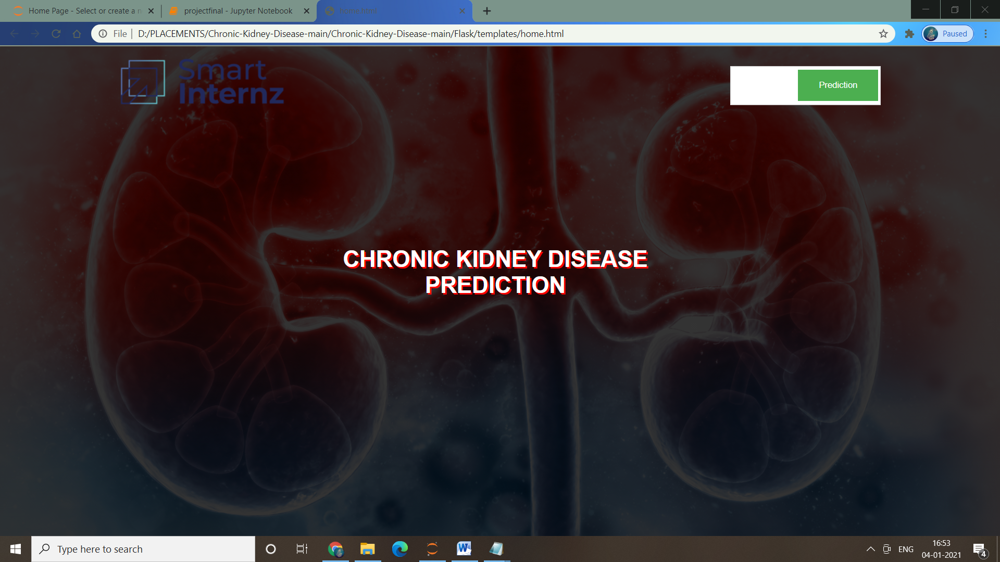 Home Page - Select or create a n
projectfinal - Jupyter Notebook
home.html
File
D:/PLACEMENTS/Chronic-Kidney-Disease-main/Chronic-Kidney-Disease-main/Flask/templates/home.html
Paused
Smart
Internz
Prediction
CHRONIC KIDNEY DISEASE
PREDICTION
Type here to search
ENG
16:53
04-01-2021
4